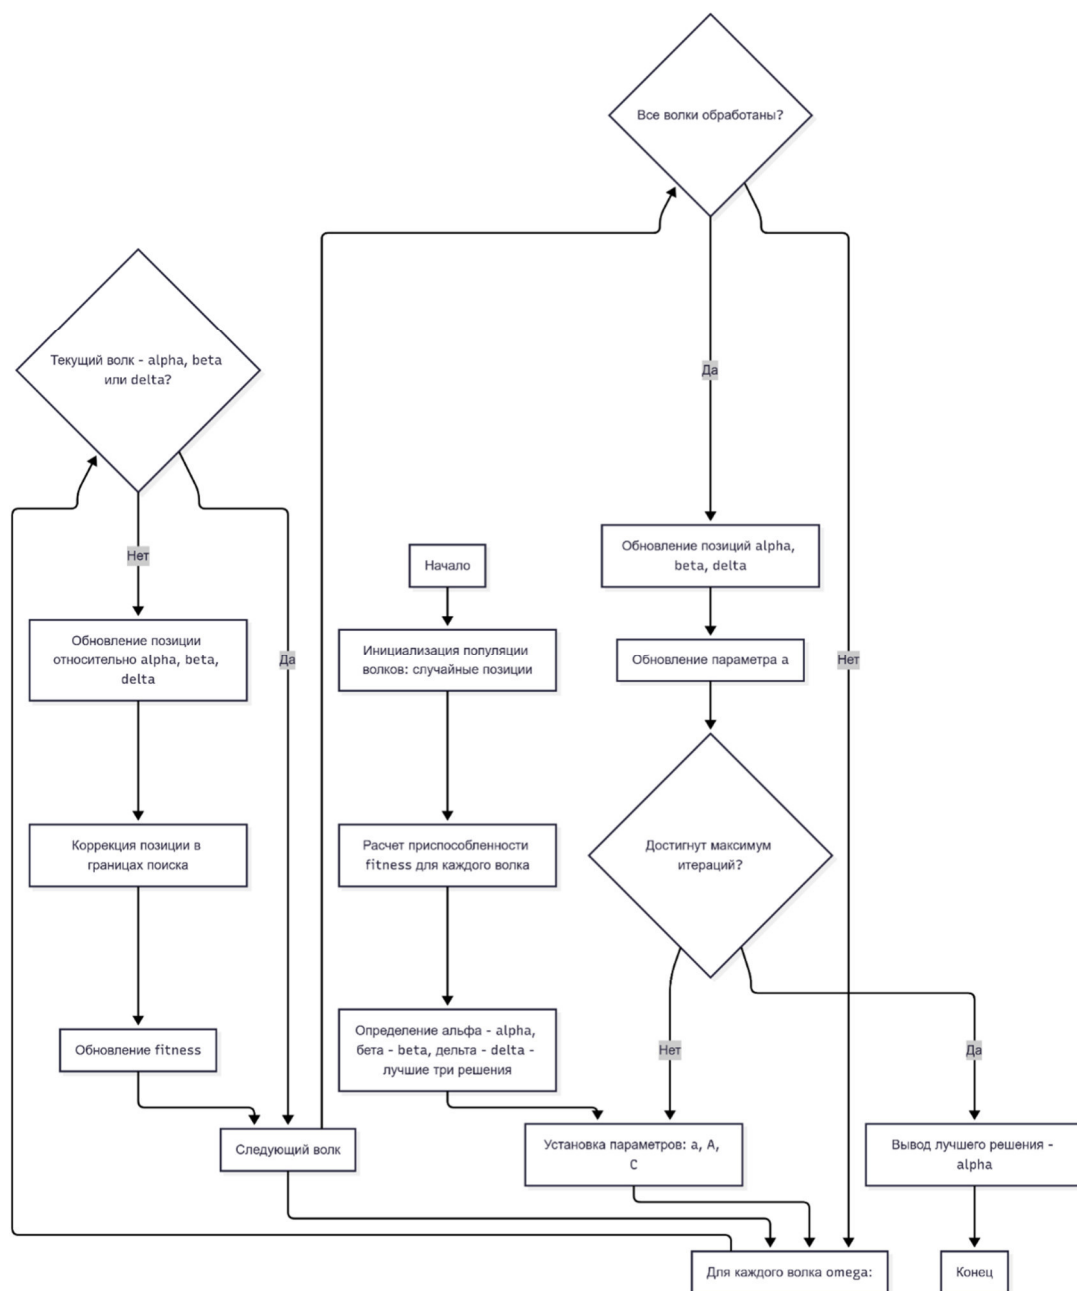 Все волки обработаны?
Текущий волк - alpha, beta
или delta?
Да
Обновление позиций alpha,
beta, delta
Нет
Начало
Обновление позиции
относительно alpha, beta,
delta
Да
Инициализация популяции
волков: случайные позиции
Обновление параметра a
Нет
Коррекция позиции в
границах поиска
Расчет приспособленности
fitness для каждого волка
Достигнут максимум
итераций?
Обновление fitness
Определение альфа - alpha,
бета - beta, дельта - delta -
лучшие три решения
Нет
Да
Следующий волк
Установка параметров: a, A,
C
Вывод лучшего решения -
alpha
Для каждого волка omega:
Конец